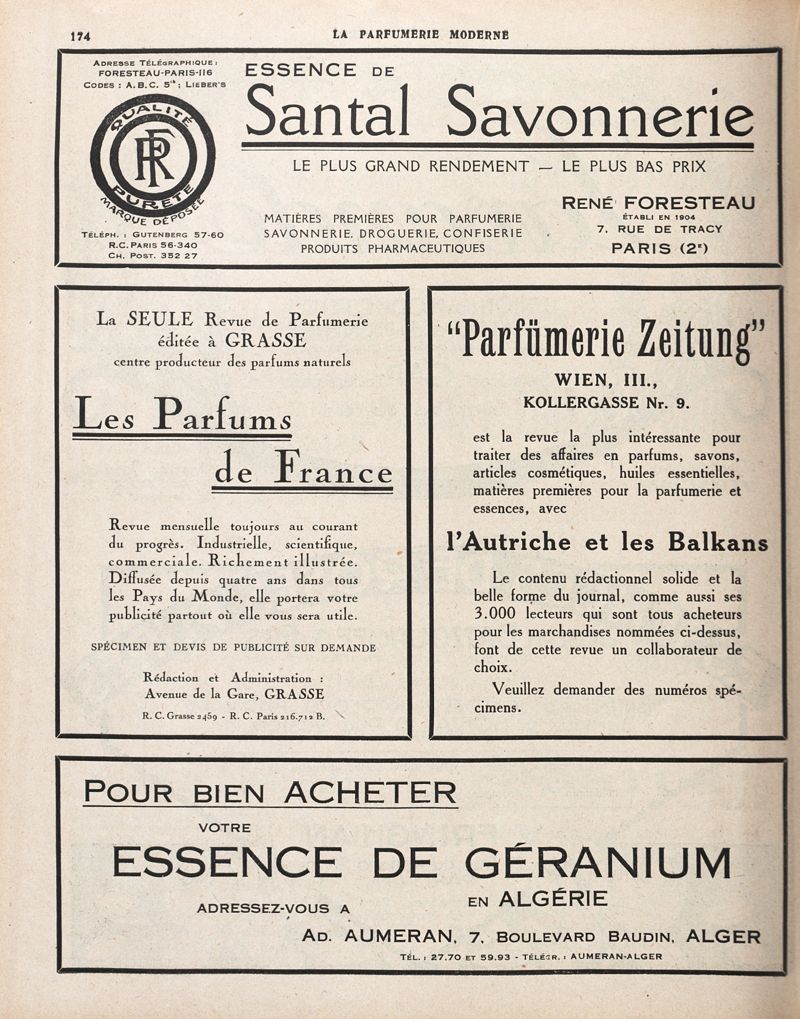 174
LA PARFUMERIE MODERNE
ADRESSE TÉLÉGRAPHIQUE :
FORESTEAU-PARIS-116
CODES : A.B.C. 5th ; LIEBER'S
QUALITÉ
FR
PURETÉ
MARQUE DÉPOSÉE
TÉLÉPH. : GUTENBERG 57-60
R.C. PARIS 56-340
CH. POST. 352 27
ESSENCE DE
Santal Savonnerie
LE PLUS GRAND RENDEMENT — LE PLUS BAS PRIX
MATIÈRES PREMIÈRES POUR PARFUMERIE
SAVONNERIE, DROGUERIE, CONFISERIE
PRODUITS PHARMACEUTIQUES
RENÉ FORESTEAU
ÉTABLI EN 1904
7, RUE DE TRACY
PARIS (2e)
La SEULE Revue de Parfumerie
éditée à GRASSE
centre producteur des parfums naturels
Les Parfums
de France
Revue mensuelle toujours au courant
du progrès. Industrielle, scientifique,
commerciale. Richement illustrée.
Diffusée depuis quatre ans dans tous
les Pays du Monde, elle portera votre
publicité partout où elle vous sera utile.
SPÉCIMEN ET DEVIS DE PUBLICITÉ SUR DEMANDE
Rédaction et Administration :
Avenue de la Gare, GRASSE
R. C. Grasse 2459 - R. C. Paris 216.712 B.
"Parfümerie Zeitung"
WIEN, III.,
KOLLERGASSE Nr. 9.
est la revue la plus intéressante pour
traiter des affaires en parfums, savons,
articles cosmétiques, huiles essentielles,
matières premières pour la parfumerie et
essences, avec
l'Autriche et les Balkans
Le contenu rédactionnel solide et la
belle forme du journal, comme aussi ses
3.000 lecteurs qui sont tous acheteurs
pour les marchandises nommées ci-dessus,
font de cette revue un collaborateur de
choix.
Veuillez demander des numéros spé-
cimens.
POUR BIEN ACHETER
VOTRE
ESSENCE DE GÉRANIUM
EN ALGÉRIE
ADRESSEZ-VOUS A
AD. AUMERAN, 7, BOULEVARD BAUDIN, ALGER
TÉL. : 27.70 ET 59.93 - TÉLÉGR. : AUMERAN-ALGER